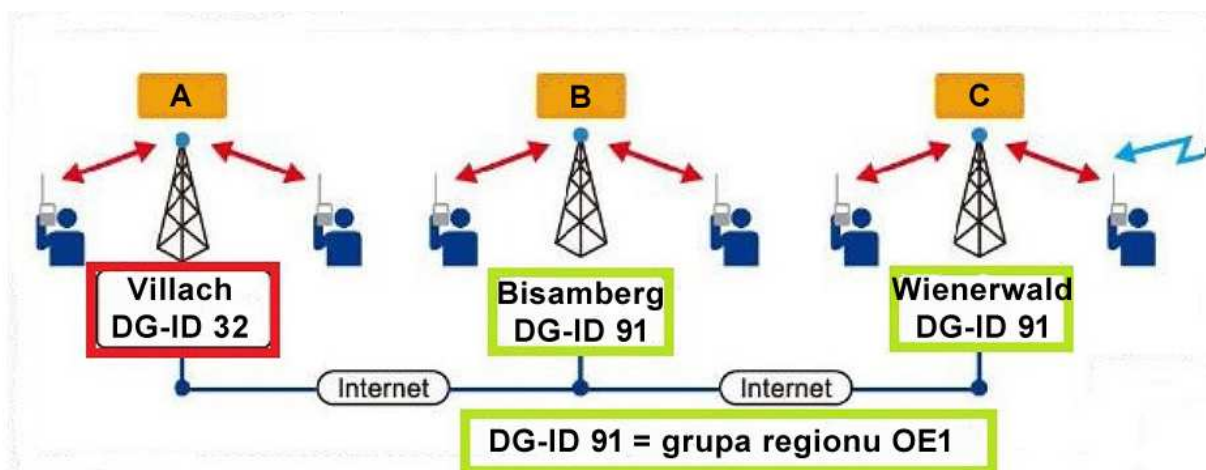 A
B
C
Villach
DG-ID 32
Bisamberg
DG-ID 91
Wienerwald
DG-ID 91
Internet
Internet
DG-ID 91 = grupa regionu OE1